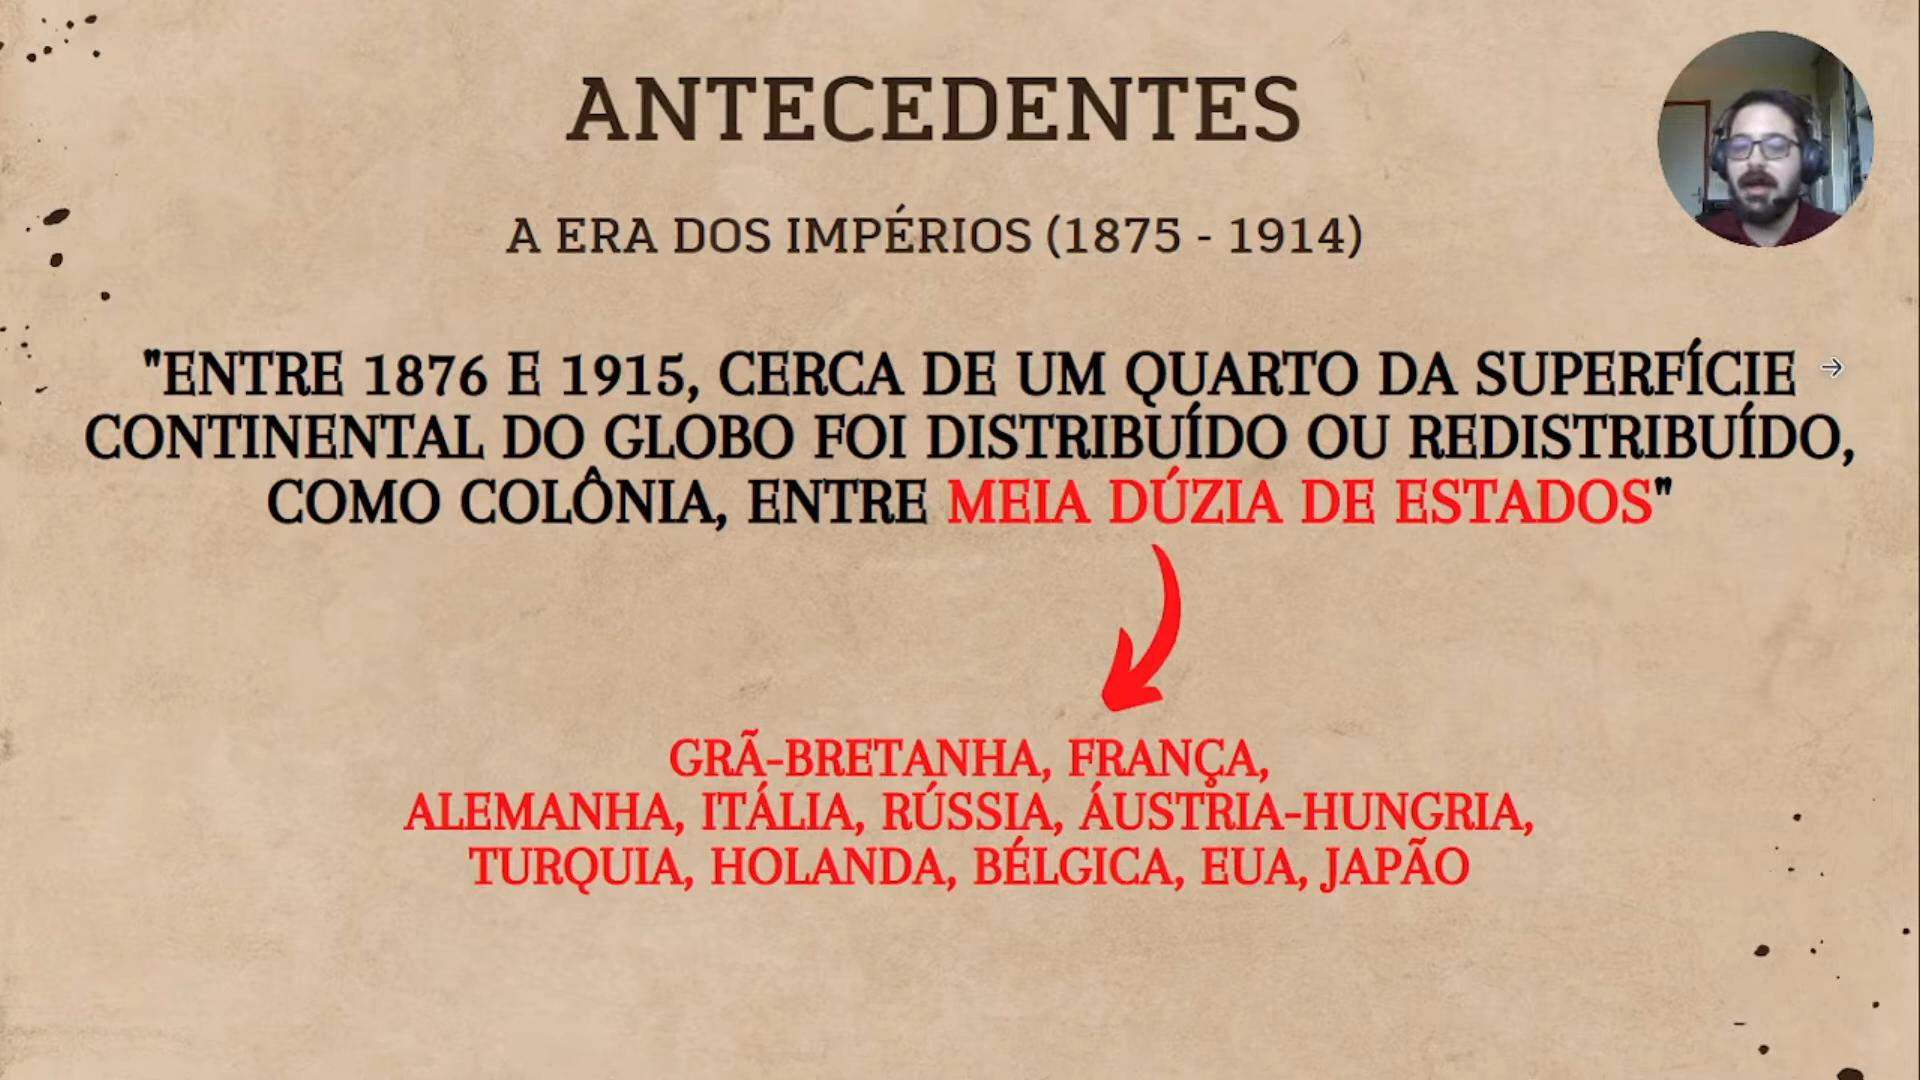 ANTECEDENTES
A ERA DOS IMPÉRIOS (1875 - 1914)
"ENTRE 1876 E 1915, CERCA DE UM QUARTO DA SUPERFÍCIE
CONTINENTAL DO GLOBO FOI DISTRIBUÍDO OU REDISTRIBUÍDO,
COMO COLÔNIA, ENTRE MEIA DÚZIA DE ESTADOS"
GRÃ-BRETANHA, FRANÇA,
ALEMANHA, ITÁLIA, RÚSSIA, ÁUSTRIA-HUNGRIA,
TURQUIA, HOLANDA, BÉLGICA, EUA, JAPÃO